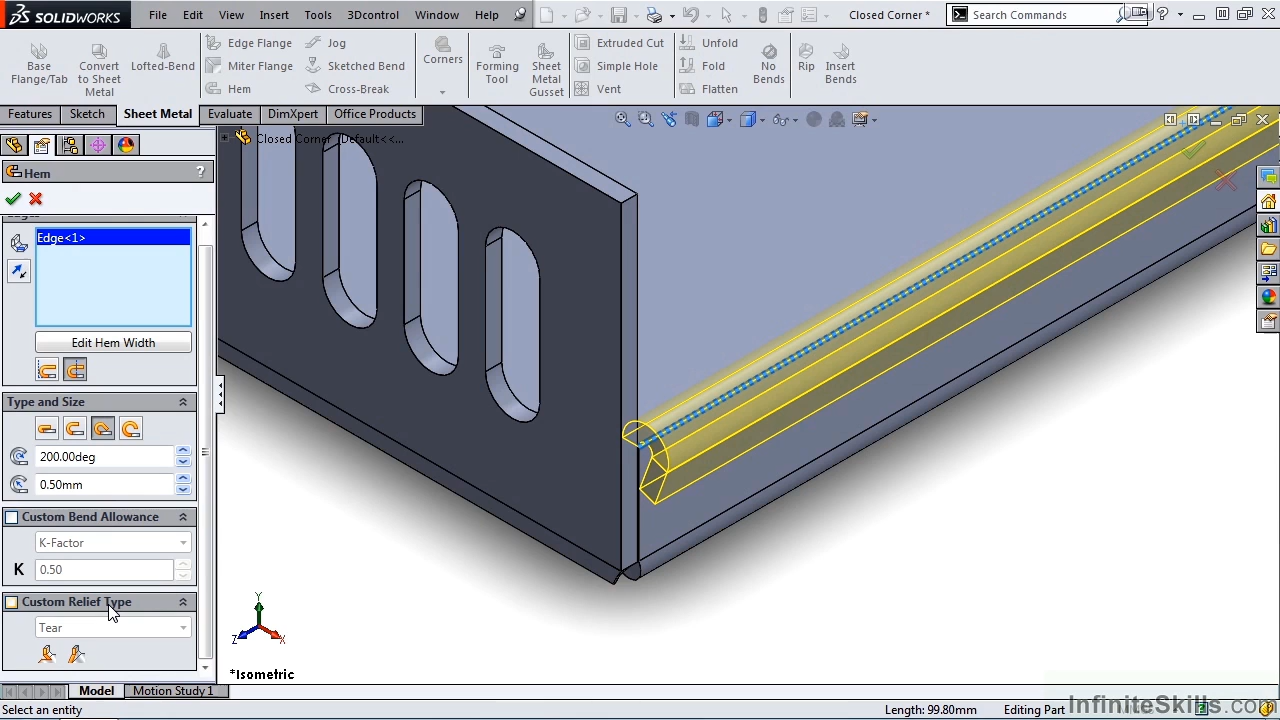 SOLIDWORKS File Edit View Insert Tools 3Dcontrol Window Help Closed Corner * Search Commands ?
Base Flange/Tab
Convert to Sheet Metal
Lofted-Bend
Edge Flange
Miter Flange
Hem
Jog
Sketched Bend
Cross-Break
Corners
Forming Tool
Sheet Metal Gusset
Extruded Cut
Simple Hole
Vent
Unfold
Fold
Flatten
No Bends
Rip
Insert Bends
Features Sketch Sheet Metal Evaluate DimXpert Office Products
Closed Corner (Default<<...
Hem ?
Edge<1>
Edit Hem Width
Type and Size
200.00deg
0.50mm
Custom Bend Allowance
K-Factor
K 0.50
Custom Relief Type
Tear
Y
Z X
*Isometric
Model Motion Study 1
Select an entity Length: 99.80mm Editing Part
InfiniteSkills.com